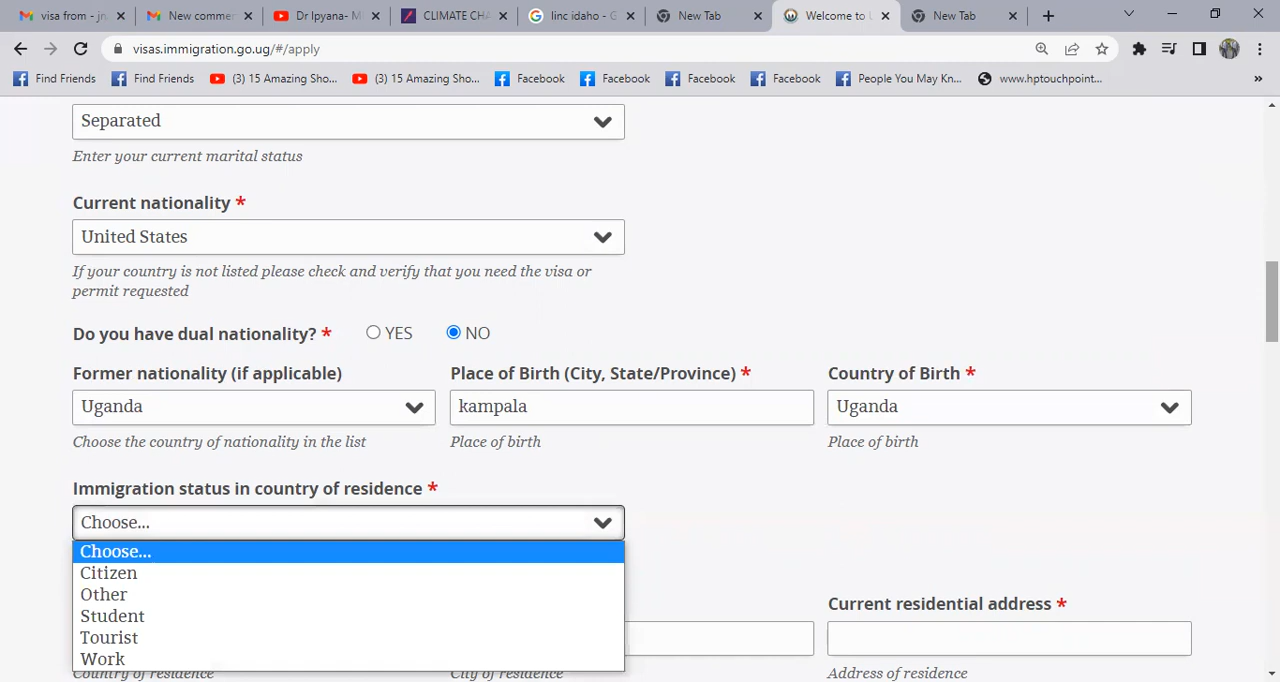 visa from - jn
New commer
Dr Ipyana- M
CLIMATE CHA
linc idaho - G
New Tab
Welcome to U
New Tab
visas.immigration.go.ug/#/apply
Find Friends
Find Friends
(3) 15 Amazing Sho...
(3) 15 Amazing Sho...
Facebook
Facebook
Facebook
Facebook
People You May Kn...
www.hptouchpoint...
»
Separated
Enter your current marital status
Current nationality *
United States
If your country is not listed please check and verify that you need the visa or
permit requested
Do you have dual nationality? * YES NO
Former nationality (if applicable) Place of Birth (City, State/Province) * Country of Birth *
Uganda kampala Uganda
Choose the country of nationality in the list Place of birth Place of birth
Immigration status in country of residence *
Choose...
Choose...
Citizen
Other
Student
Tourist
Work
Current residential address *
Country of residence City of residence Address of residence